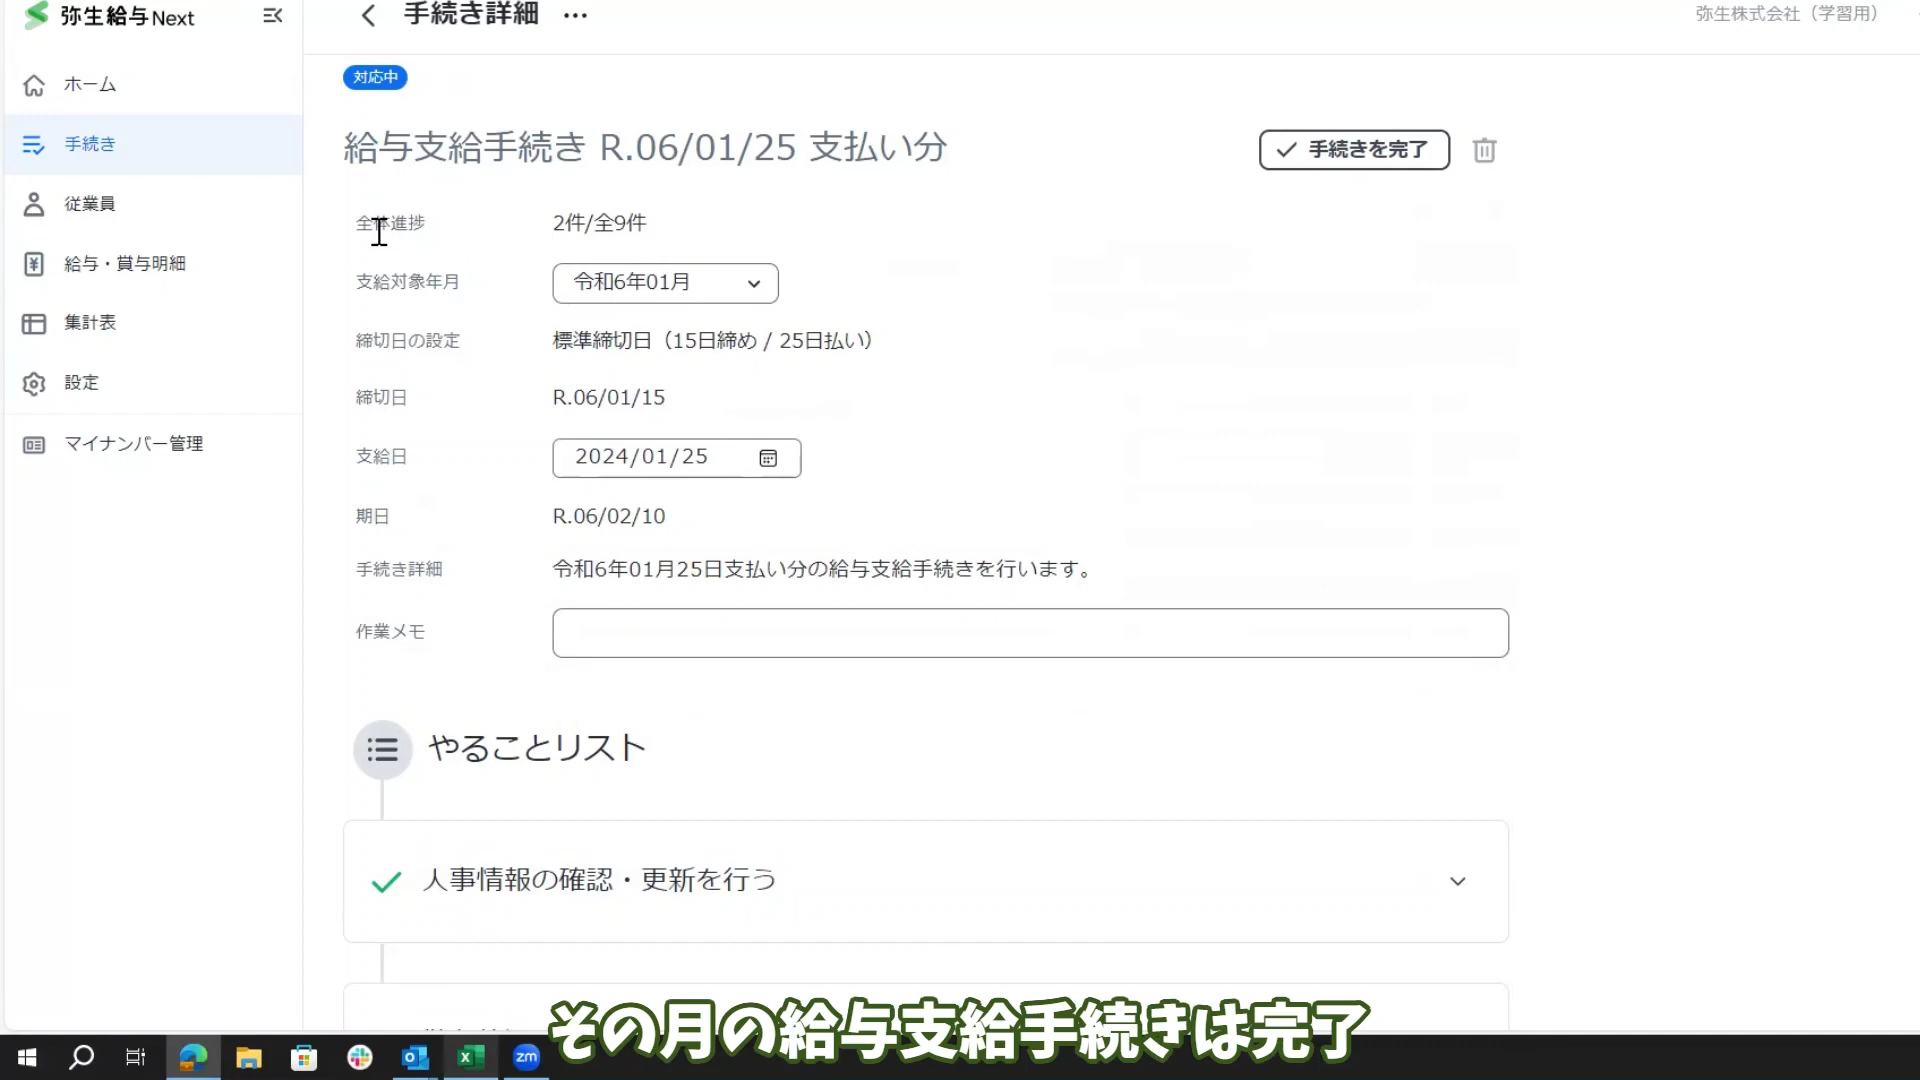 弥生給与Next
手続き詳細
弥生株式会社（学習用）
ホーム
手続き
従業員
給与・賞与明細
集計表
設定
マイナンバー管理
対応中
給与支給手続き R.06/01/25 支払い分
手続きを完了
全体進捗 2件/全9件
支給対象年月 令和6年01月
締切日の設定 標準締切日（15日締め / 25日払い）
締切日 R.06/01/15
支給日 2024/01/25
期日 R.06/02/10
手続き詳細 令和6年01月25日支払い分の給与支給手続きを行います。
作業メモ
やることリスト
人事情報の確認・更新を行う
その月の給与支給手続きは完了
zm